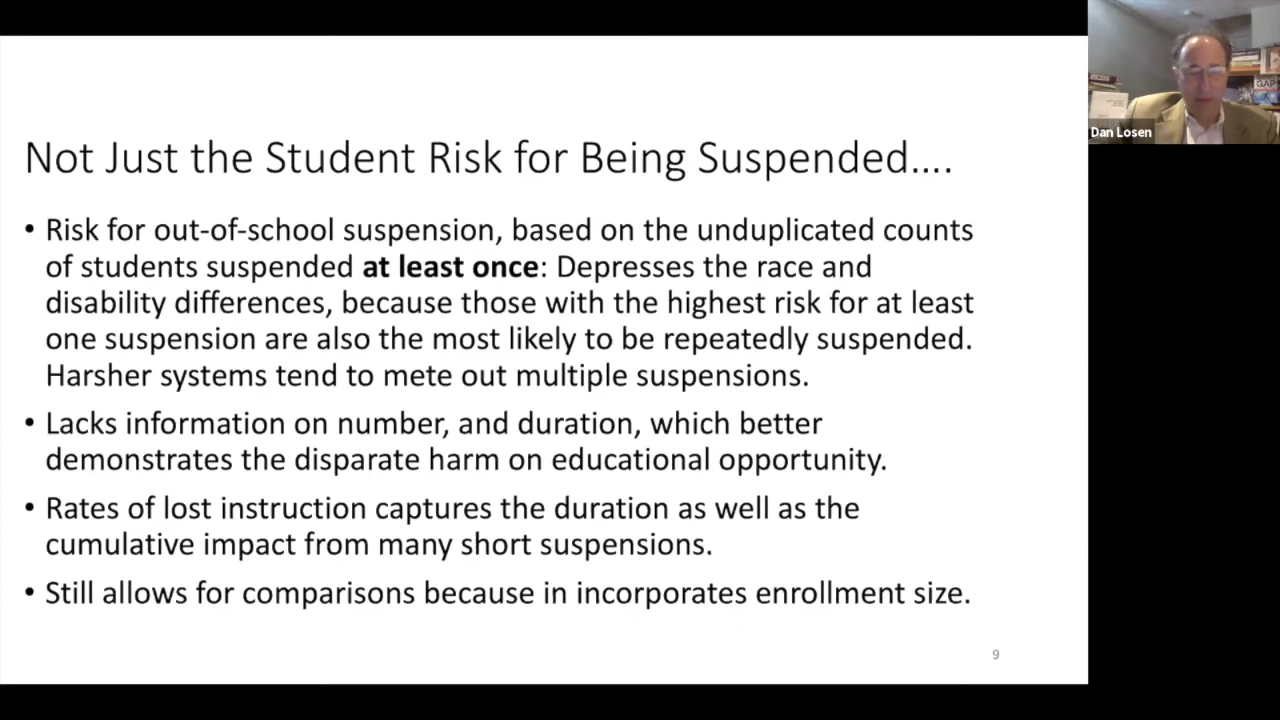 Not Just the Student Risk for Being Suspended....
• Risk for out-of-school suspension, based on the unduplicated counts
of students suspended at least once: Depresses the race and
disability differences, because those with the highest risk for at least
one suspension are also the most likely to be repeatedly suspended.
Harsher systems tend to mete out multiple suspensions.
• Lacks information on number, and duration, which better
demonstrates the disparate harm on educational opportunity.
• Rates of lost instruction captures the duration as well as the
cumulative impact from many short suspensions.
• Still allows for comparisons because in incorporates enrollment size.
9
Dan Losen
GAP